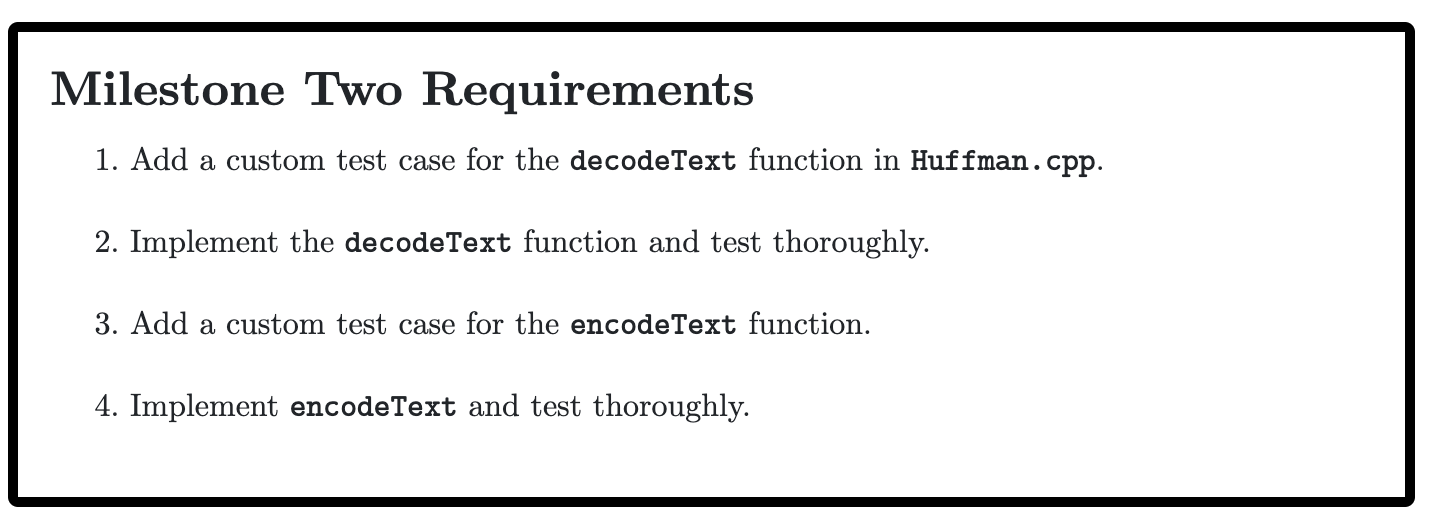 Milestone Two Requirements
1. Add a custom test case for the decodeText function in Huffman.cpp.
2. Implement the decodeText function and test thoroughly.
3. Add a custom test case for the encodeText function.
4. Implement encodeText and test thoroughly.